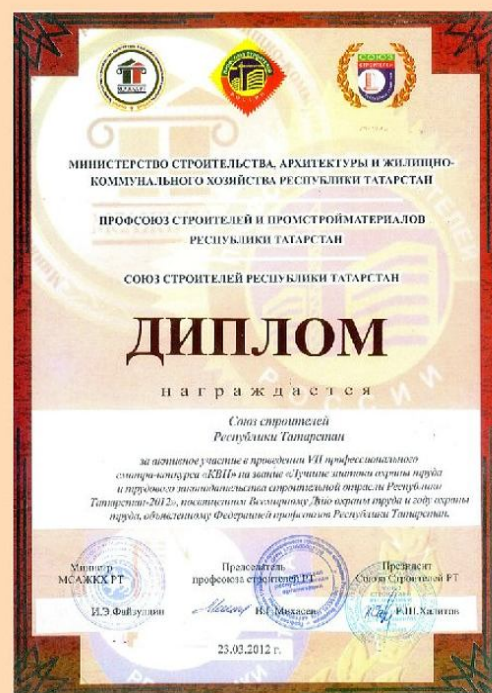 МИНИСТЕРСТВО СТРОИТЕЛЬСТВА, АРХИТЕКТУРЫ И ЖИЛИЩНО-
КОММУНАЛЬНОГО ХОЗЯЙСТВА РЕСПУБЛИКИ ТАТАРСТАН
ПРОФСОЮЗ СТРОИТЕЛЕЙ И ПРОМСТРОЙМАТЕРИАЛОВ
РЕСПУБЛИКИ ТАТАРСТАН
СОЮЗ СТРОИТЕЛЕЙ РЕСПУБЛИКИ ТАТАРСТАН
ДИПЛОМ
награждается
Союз строителей
Республики Татарстан
за активное участие в проведении VII профессионального
смотра-конкурса «КВН» на звание «Лучшие знатоки охраны труда
и трудового законодательства строительной отрасли Республики
Татарстан-2012», посвященном Всемирному Дню охраны труда и году охраны
труда, объявленному Федерацией профсоюзов Республики Татарстан.
Министр
МСАЖКХ РТ
И.Э.Файзуллин
Председатель
профсоюза строителей РТ
Президент
Союза Строителей РТ
Р.Ш.Халитов
23.03.2012 г.